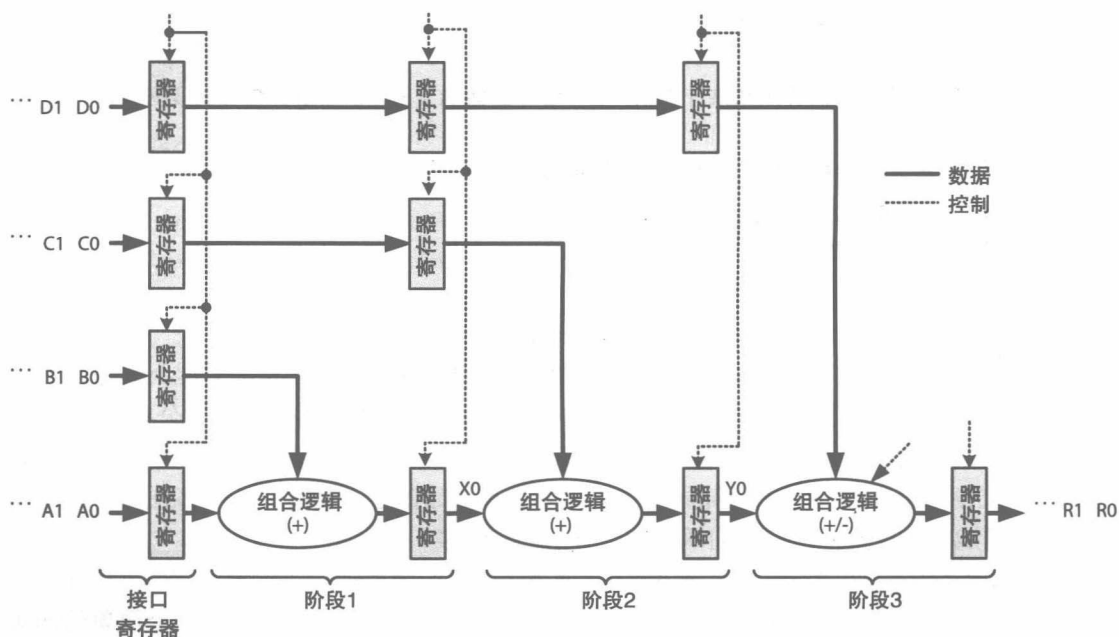 … D1 D0
寄存器
寄存器
寄存器
数据
控制
… C1 C0
寄存器
寄存器
… B1 B0
寄存器
… A1 A0
寄存器
组合逻辑
(+)
寄存器
X0
组合逻辑
(+)
寄存器
Y0
组合逻辑
(+/-)
寄存器
… R1 R0
接口
寄存器
阶段1
阶段2
阶段3